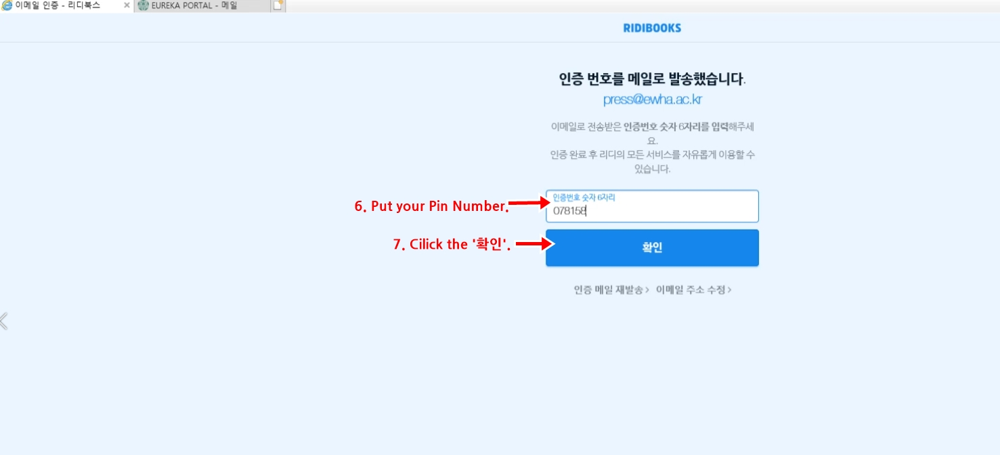 이메일 인증 - 리디북스
EUREKA PORTAL - 메일
RIDIBOOKS
인증 번호를 메일로 발송했습니다.
press@ewha.ac.kr
이메일로 전송받은 인증번호 숫자 6자리를 입력해주세
요.
인증 완료 후 리디의 모든 서비스를 자유롭게 이용할 수
있습니다.
인증번호 숫자 6자리
6. Put your Pin Number.
078158
7. Cilick the '확인'.
확인
인증 메일 재발송 > 이메일 주소 수정 >